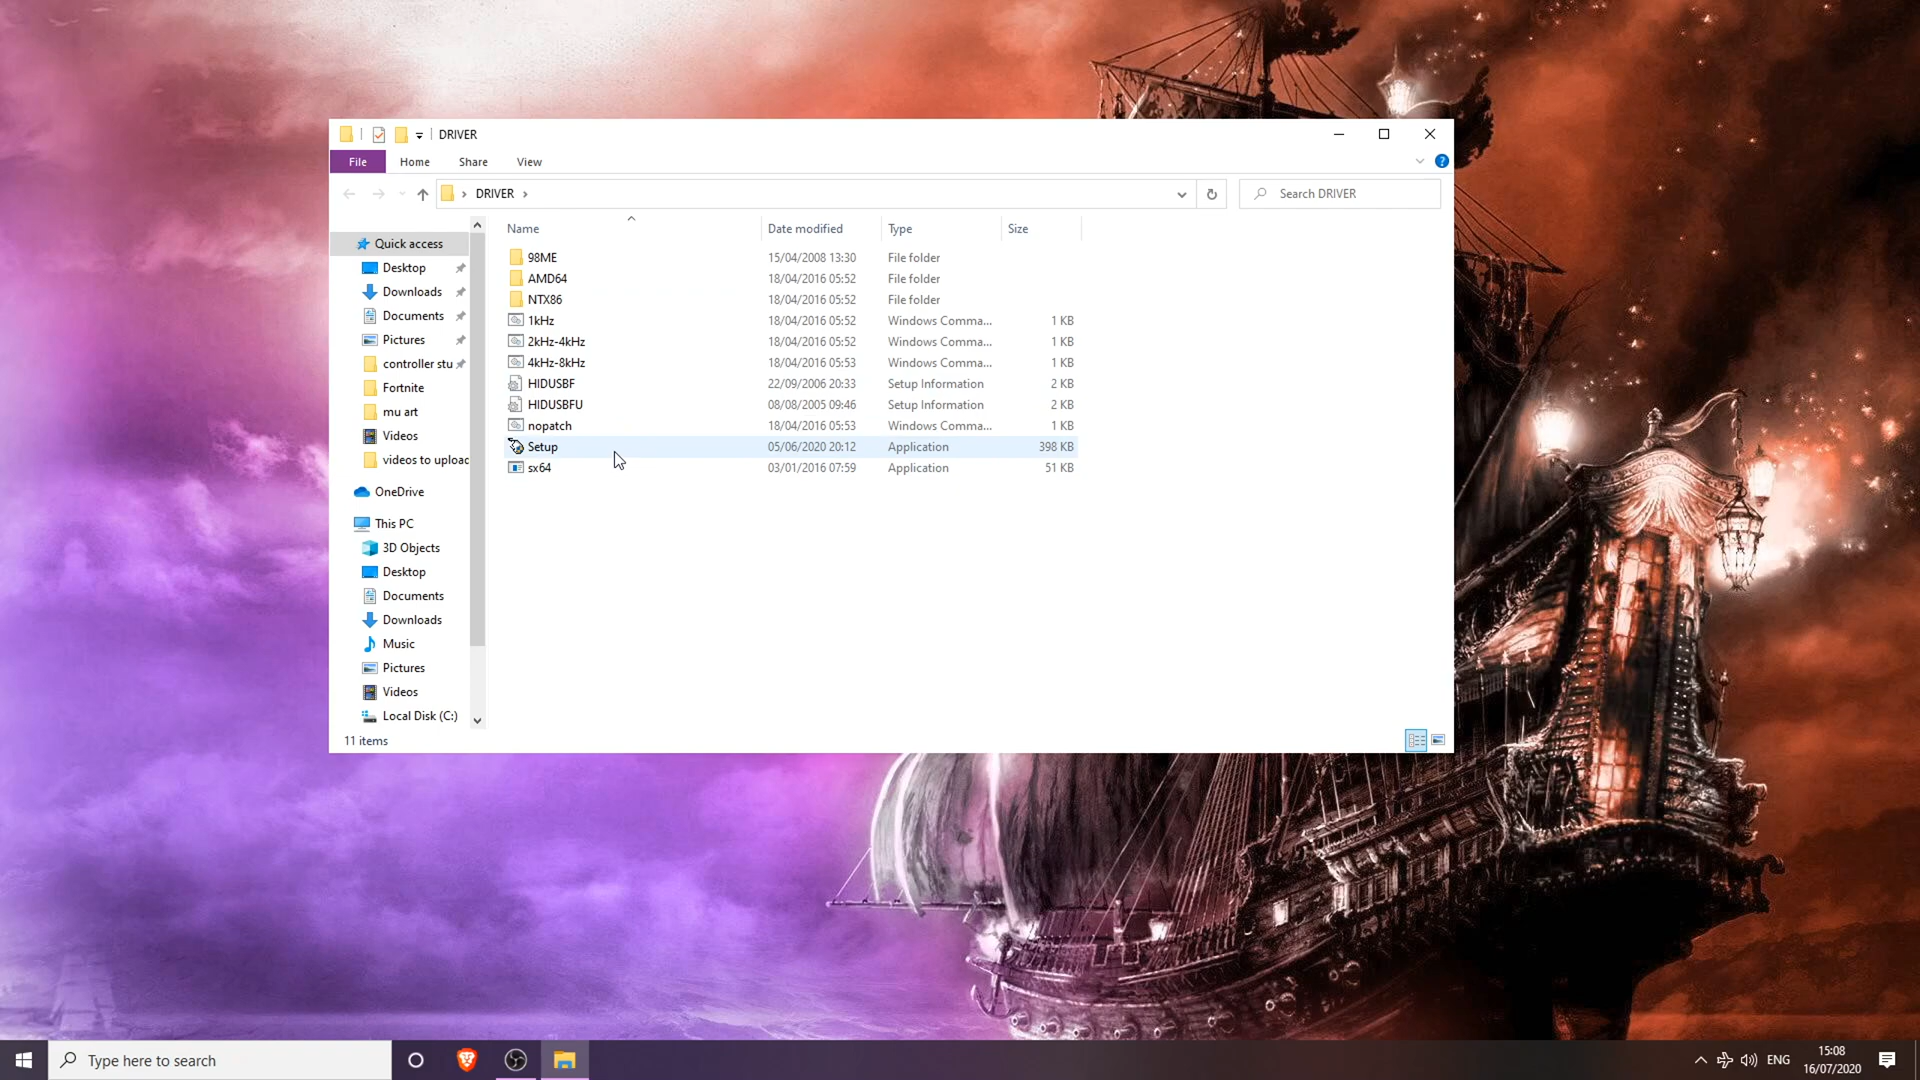 DRIVER
File Home Share View
DRIVER
Search DRIVER
Name Date modified Type Size
Quick access
Desktop
Downloads
Documents
Pictures
controller stu
Fortnite
mu art
Videos
videos to upload
OneDrive
This PC
3D Objects
Desktop
Documents
Downloads
Music
Pictures
Videos
Local Disk (C:)
98ME 15/04/2008 13:30 File folder
AMD64 18/04/2016 05:52 File folder
NTX86 18/04/2016 05:52 File folder
1kHz 18/04/2016 05:52 Windows Comma... 1 KB
2kHz-4kHz 18/04/2016 05:52 Windows Comma... 1 KB
4kHz-8kHz 18/04/2016 05:53 Windows Comma... 1 KB
HIDUSBF 22/09/2006 20:33 Setup Information 2 KB
HIDUSBFU 08/08/2005 09:46 Setup Information 2 KB
nopatch 18/04/2016 05:53 Windows Comma... 1 KB
Setup 05/06/2020 20:12 Application 398 KB
sx64 03/01/2016 07:59 Application 51 KB
11 items
Type here to search
ENG
15:08
16/07/2020